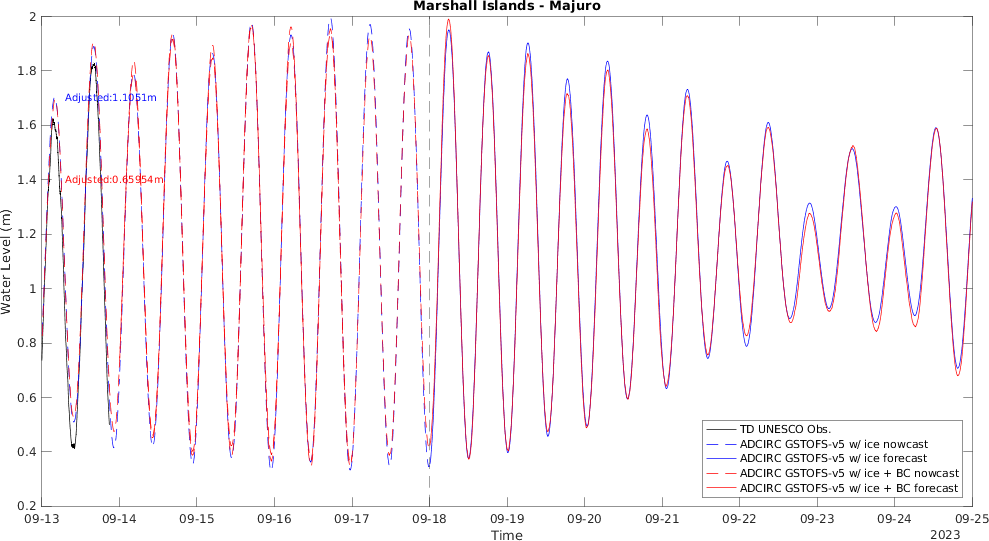 Marshall Islands - Majuro
2
1.8
1.6
1.4
1.2
1
0.8
0.6
0.4
0.2
Water Level (m)
Adjusted:1.1051m
Adjusted:0.65954m
TD UNESCO Obs.
ADCIRC GSTOFS-v5 w/ ice nowcast
ADCIRC GSTOFS-v5 w/ ice forecast
ADCIRC GSTOFS-v5 w/ ice + BC nowcast
ADCIRC GSTOFS-v5 w/ ice + BC forecast
09-13 09-14 09-15 09-16 09-17 09-18 09-19 09-20 09-21 09-22 09-23 09-24 09-25
Time
2023